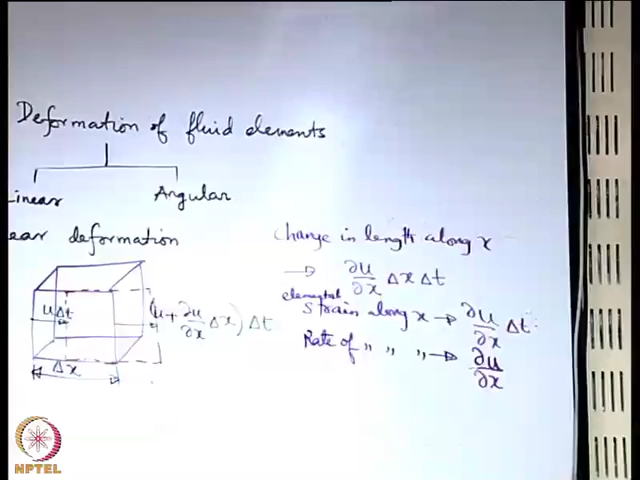 Deformation of fluid elements
Linear
Angular
ear deformation
u Δt
(u + ∂u/∂x Δx) Δt
Δx
Change in length along x
→ ∂u/∂x Δx Δt
elemental
Strain along x → ∂u/∂x Δt
Rate of " " " → ∂u/∂x
NPTEL